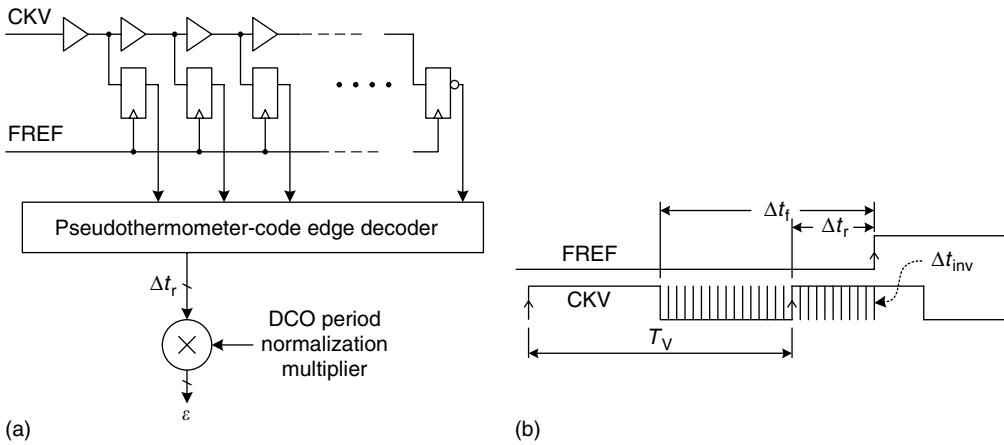 CKV
FREF
Pseudothermometer-code edge decoder
Δtr
DCO period
normalization
multiplier
×
ε
(a)
Δtf
Δtr
FREF
Δtinv
CKV
TV
(b)